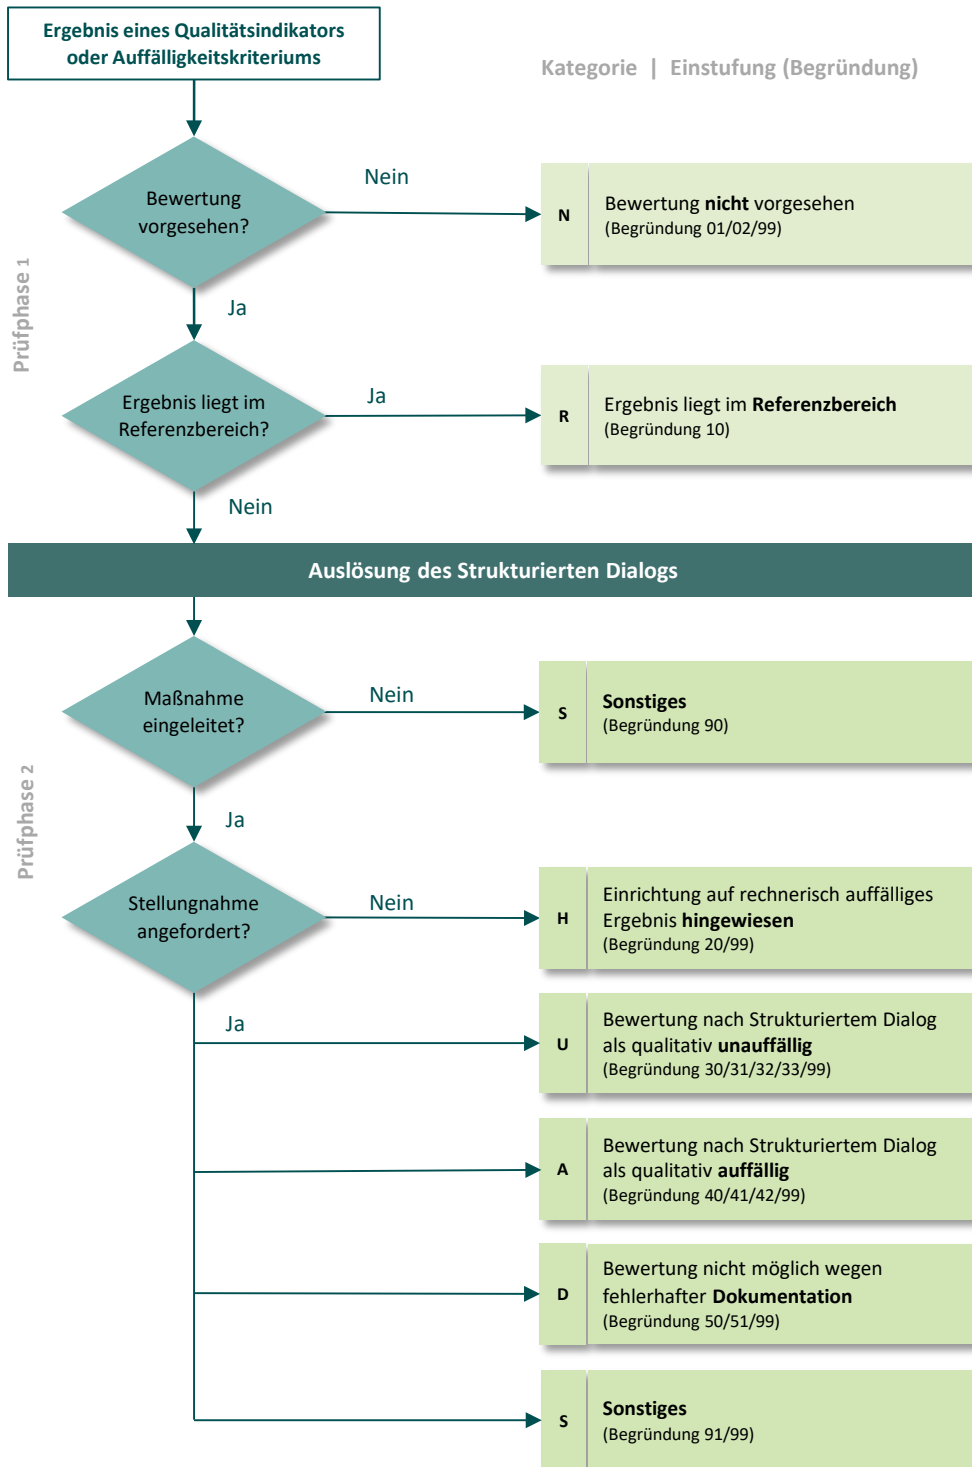 Ergebnis eines Qualitätsindikators
oder Auffälligkeitskriteriums
Kategorie | Einstufung (Begründung)
Prüfphase 1
Bewertung
vorgesehen?
Nein
N
Bewertung nicht vorgesehen
(Begründung 01/02/99)
Ja
Ergebnis liegt im
Referenzbereich?
Ja
R
Ergebnis liegt im Referenzbereich
(Begründung 10)
Nein
Auslösung des Strukturierten Dialogs
Prüfphase 2
Maßnahme
eingeleitet?
Nein
S
Sonstiges
(Begründung 90)
Ja
Stellungnahme
angefordert?
Nein
H
Einrichtung auf rechnerisch auffälliges
Ergebnis hingewiesen
(Begründung 20/99)
Ja
U
Bewertung nach Strukturiertem Dialog
als qualitativ unauffällig
(Begründung 30/31/32/33/99)
A
Bewertung nach Strukturiertem Dialog
als qualitativ auffällig
(Begründung 40/41/42/99)
D
Bewertung nicht möglich wegen
fehlerhafter Dokumentation
(Begründung 50/51/99)
S
Sonstiges
(Begründung 91/99)